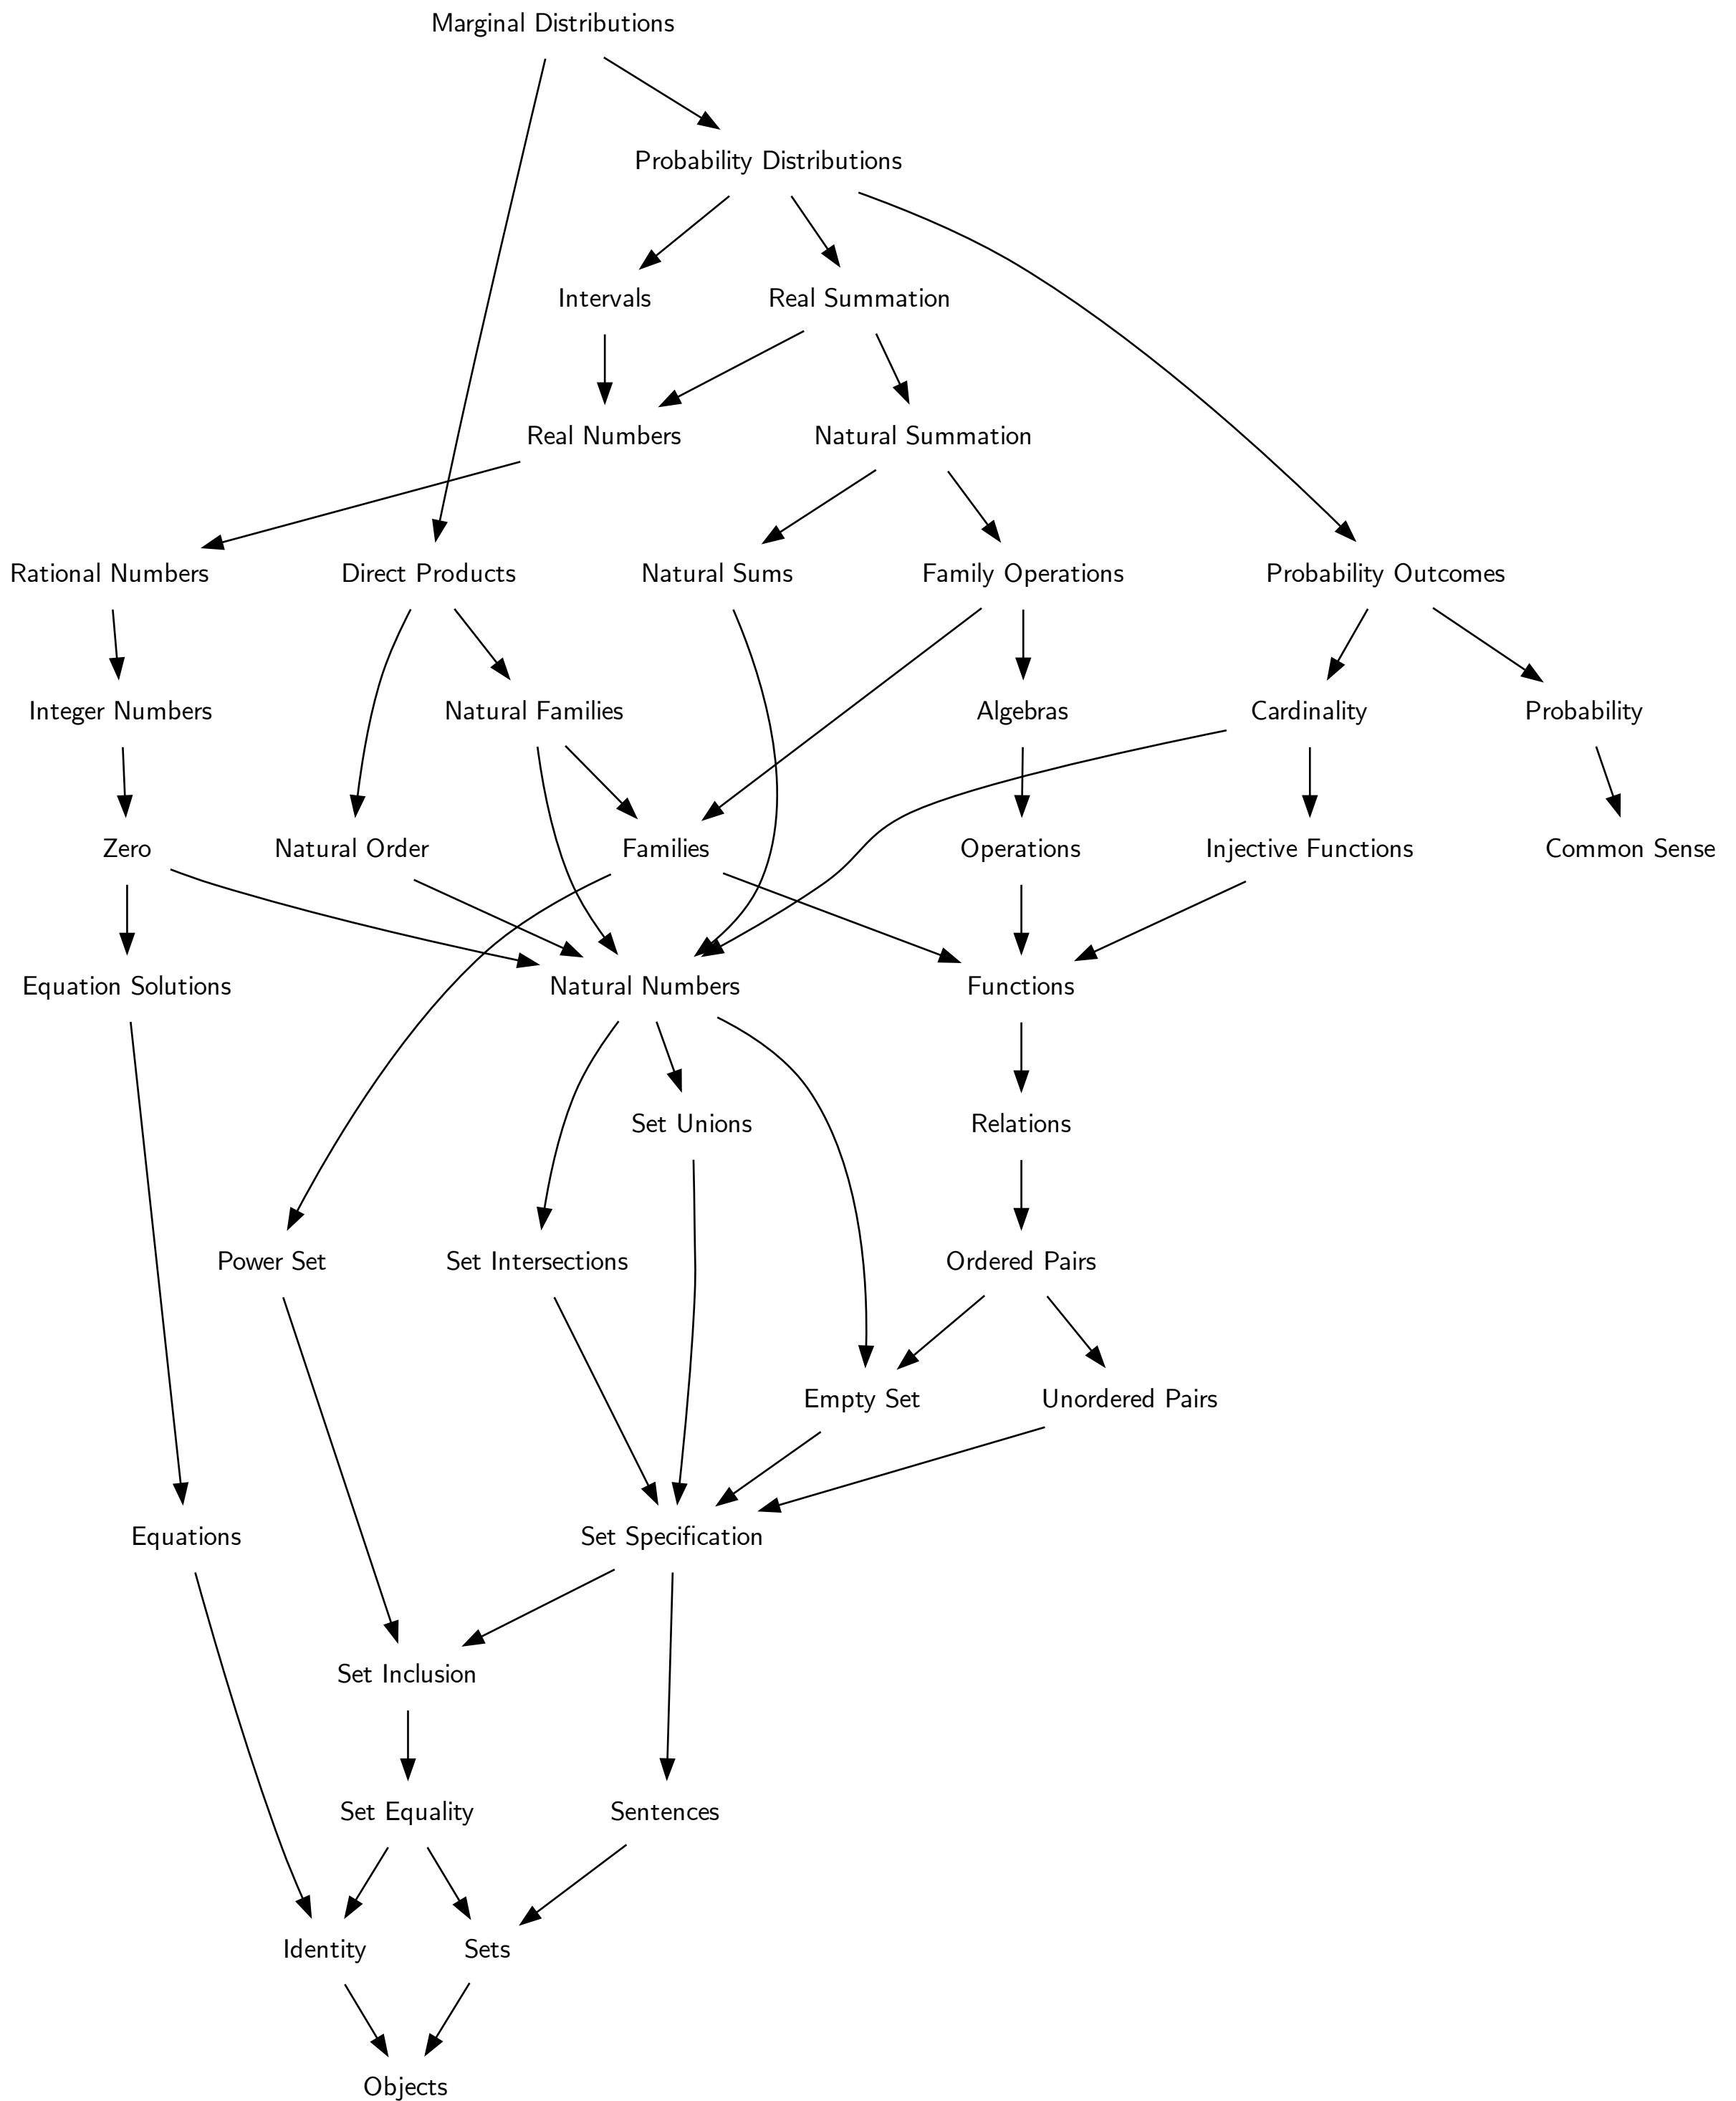 Marginal Distributions
Probability Distributions
Intervals
Real Summation
Real Numbers
Natural Summation
Rational Numbers
Direct Products
Natural Sums
Family Operations
Probability Outcomes
Integer Numbers
Natural Families
Algebras
Cardinality
Probability
Zero
Natural Order
Families
Operations
Injective Functions
Common Sense
Equation Solutions
Natural Numbers
Functions
Set Unions
Relations
Power Set
Set Intersections
Ordered Pairs
Empty Set
Unordered Pairs
Equations
Set Specification
Set Inclusion
Set Equality
Sentences
Identity
Sets
Objects